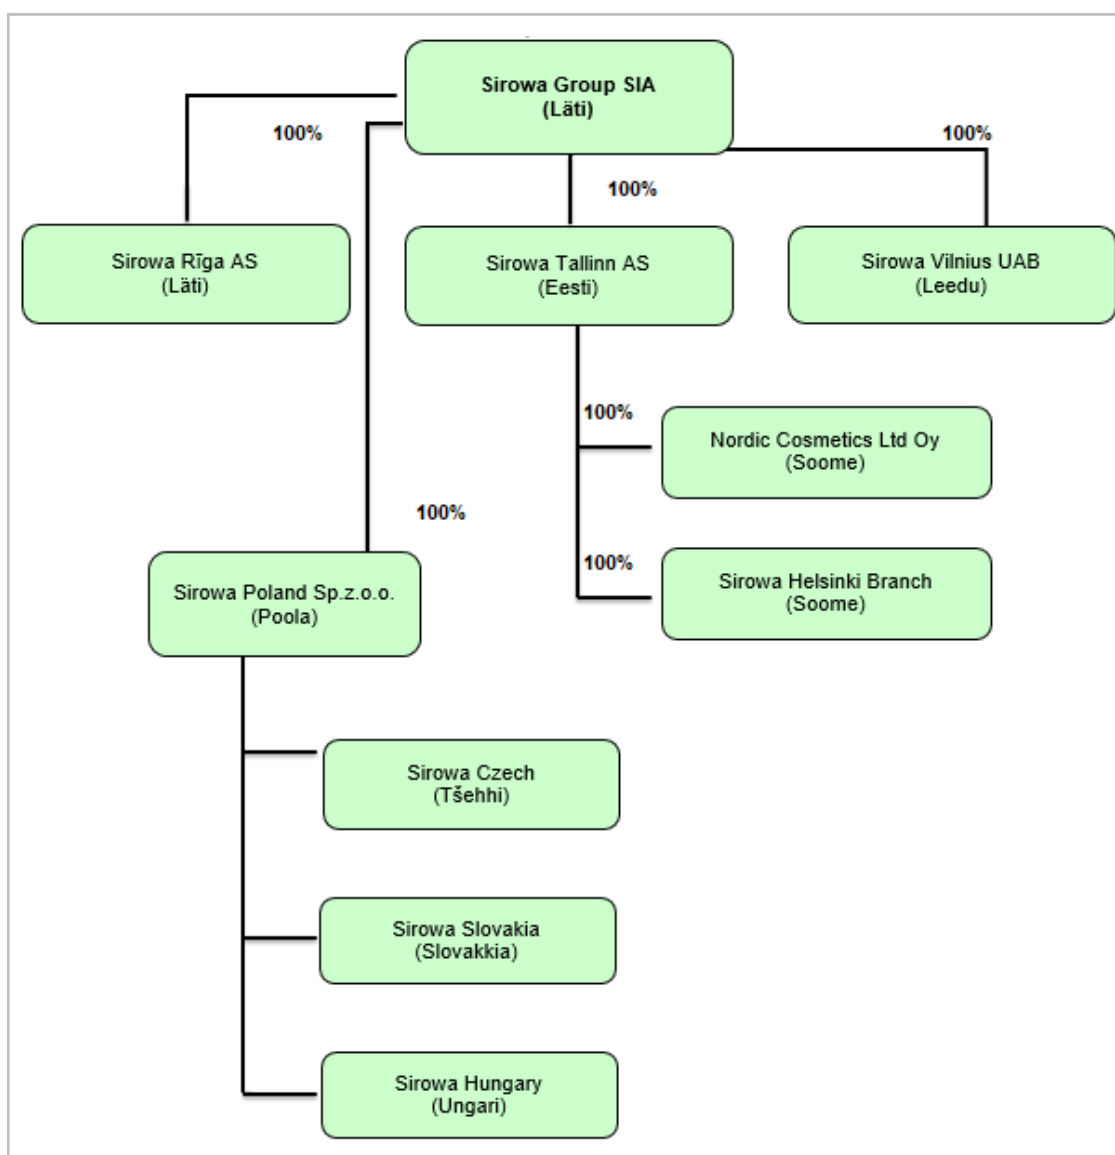 Sirowa Group SIA
(Läti)
100%
100%
100%
Sirowa Rīga AS
(Läti)
Sirowa Tallinn AS
(Eesti)
Sirowa Vilnius UAB
(Leedu)
100%
Nordic Cosmetics Ltd Oy
(Soome)
100%
100%
Sirowa Helsinki Branch
(Soome)
Sirowa Poland Sp.z.o.o.
(Poola)
Sirowa Czech
(Tšehhi)
Sirowa Slovakia
(Slovakkia)
Sirowa Hungary
(Ungari)